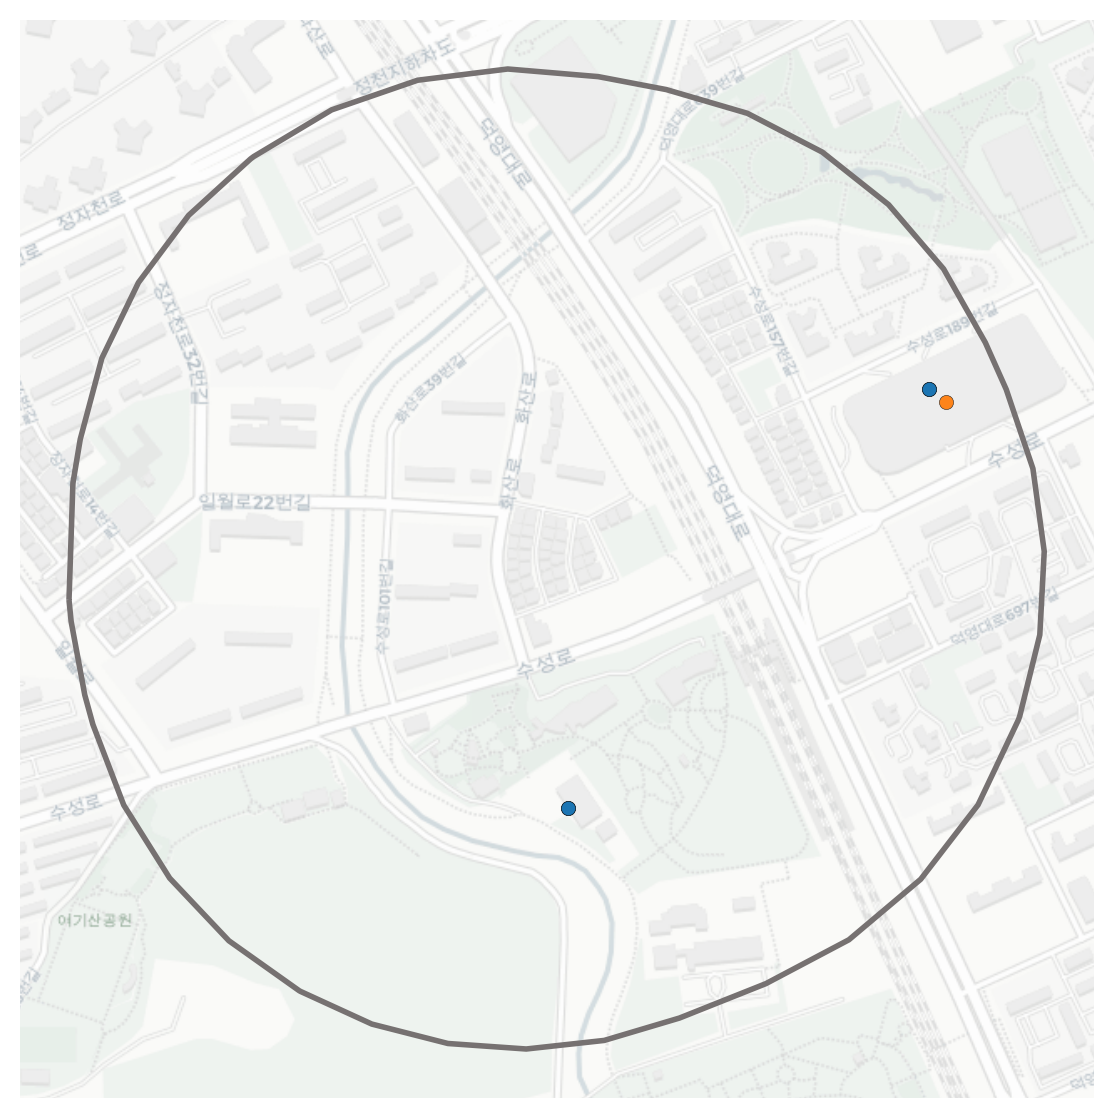 정천지하차도
덕영대로
덕영대로839번길
정자천로
정자천로32번길
수성로157번길
수성로189번길
화산로39번길
화산로
화산로
덕영대로
수성로
일월로22번길
수성로101번길
덕영대로697번길
수성로
수성로
여기산공원